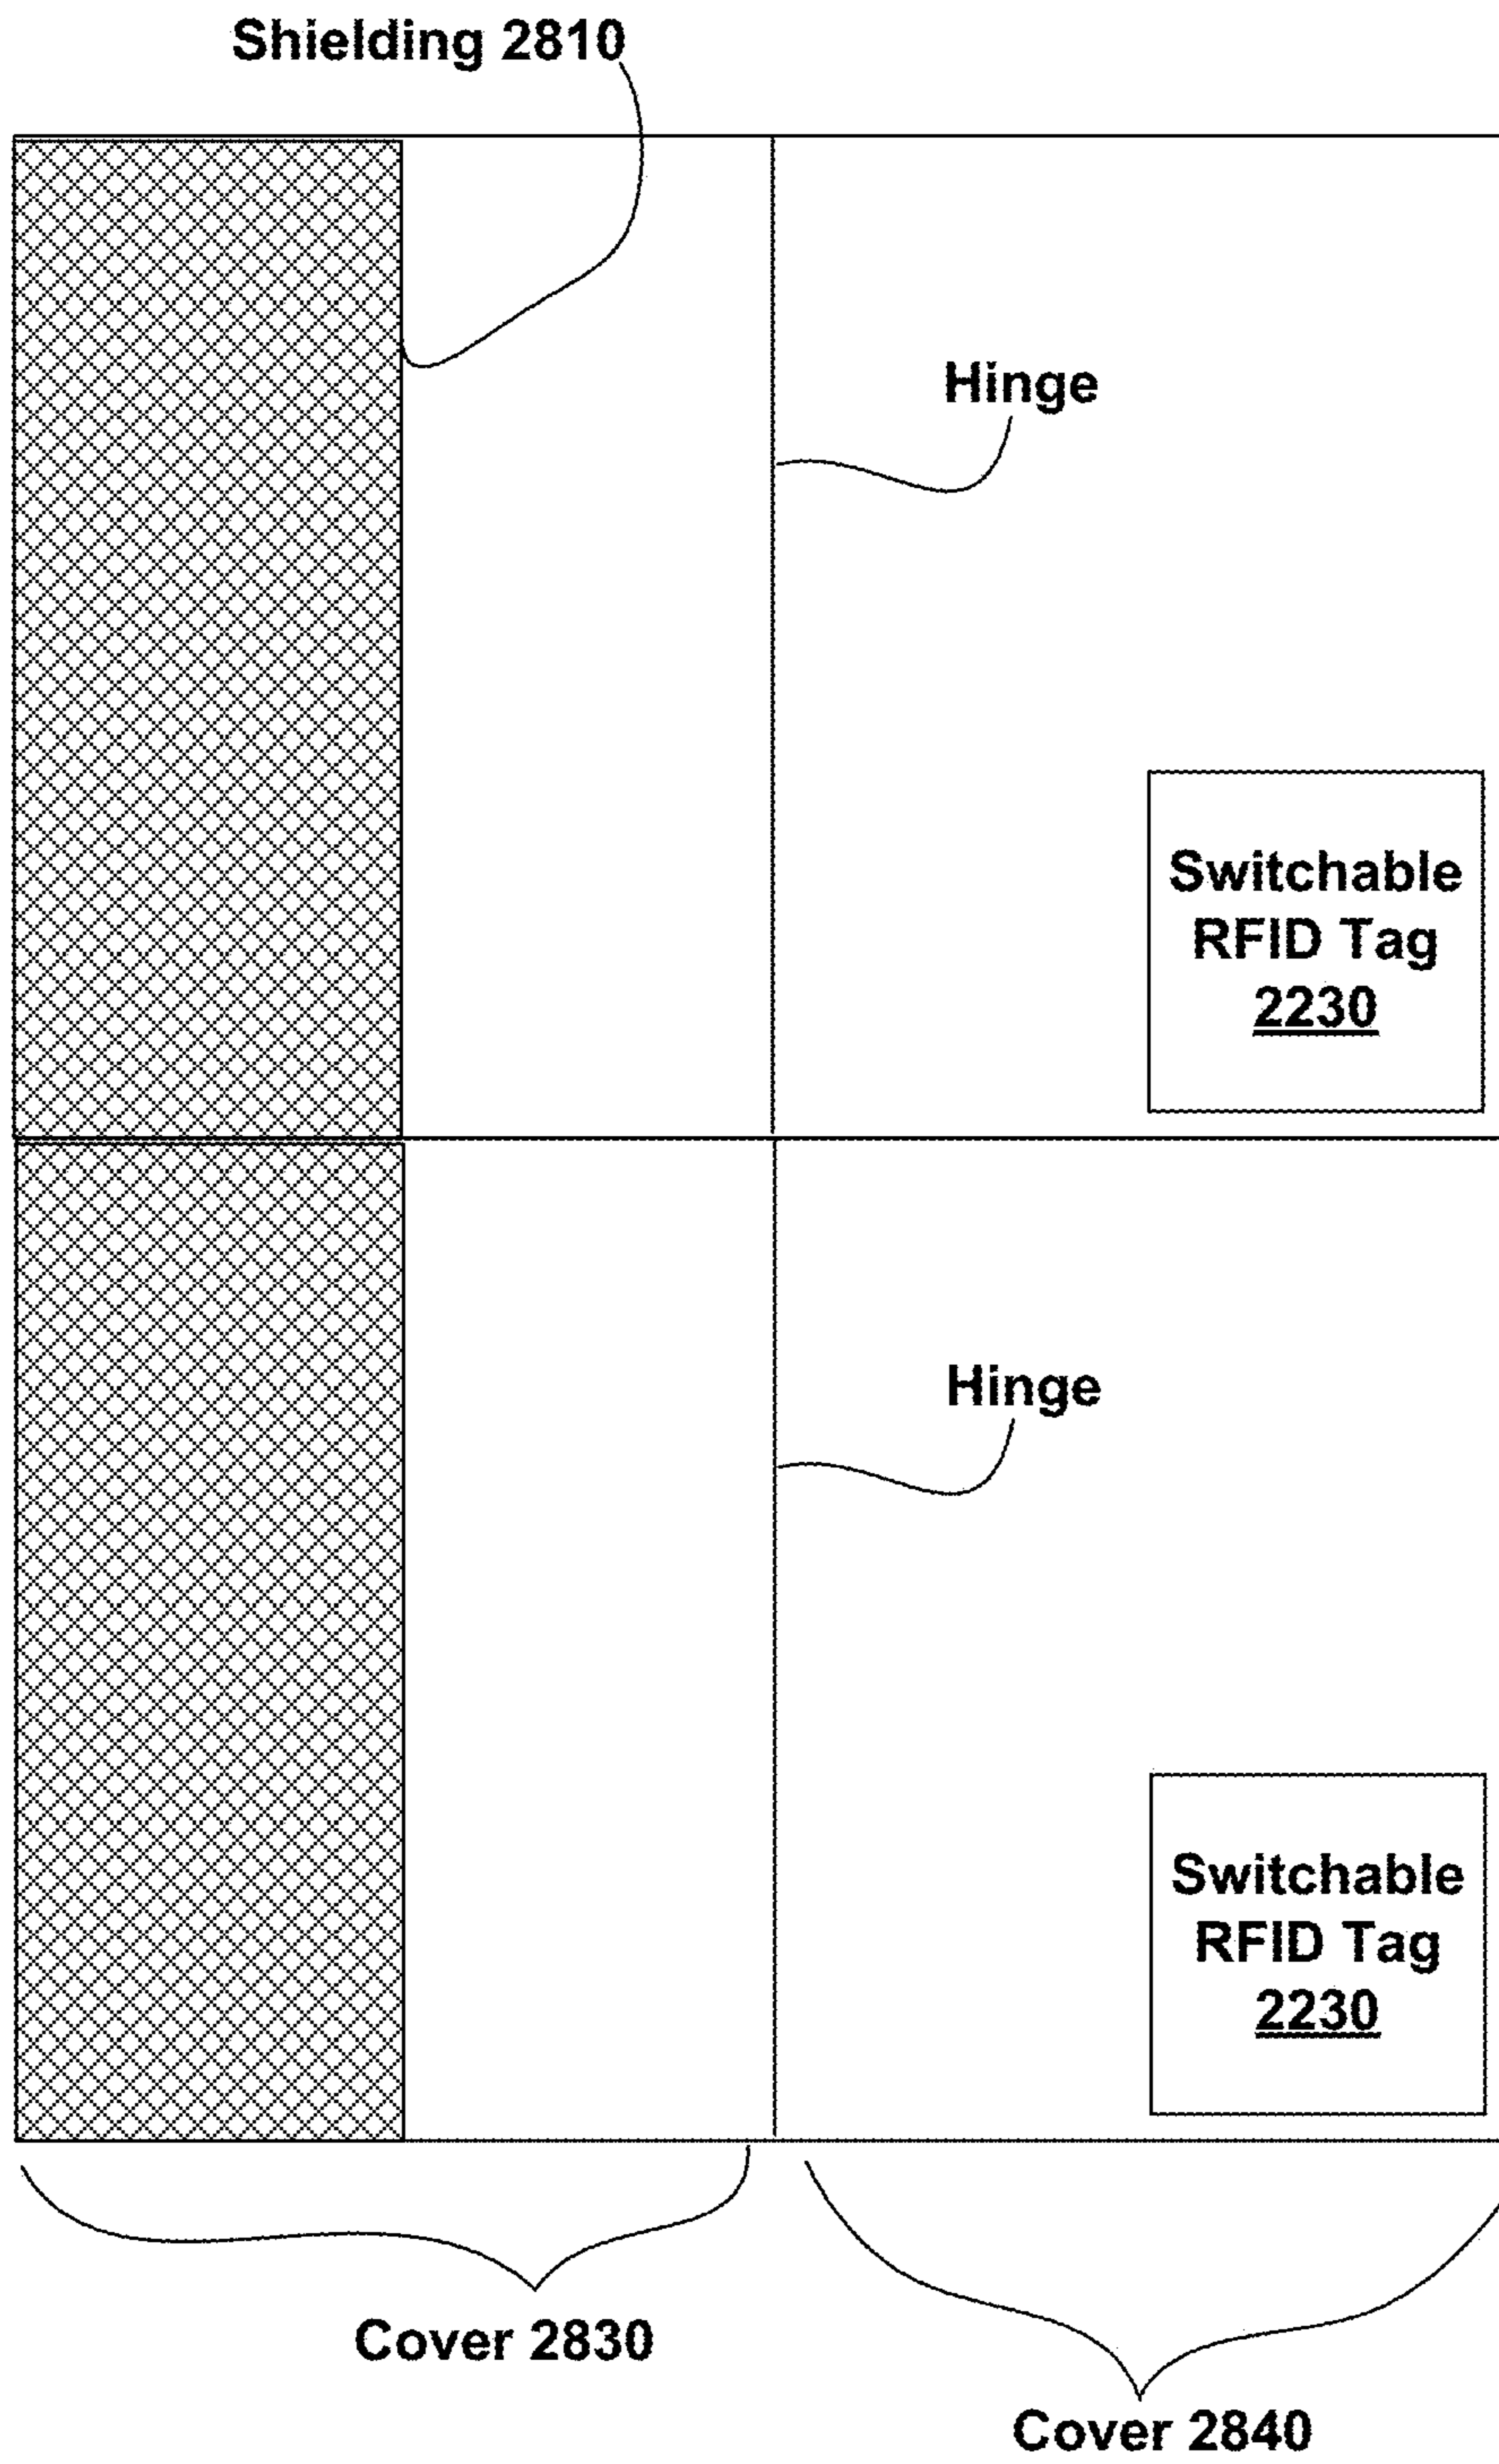 Shielding 2810
Hinge
Switchable
RFID Tag
2230
Hinge
Switchable
RFID Tag
2230
Cover 2830
Cover 2840